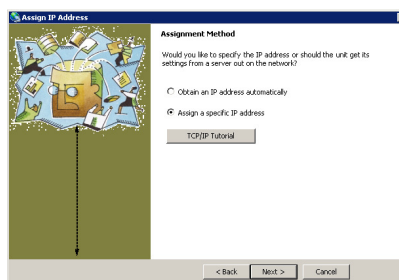 Assign IP Address
Assignment Method
Would you like to specify the IP address or should the unit get its
settings from a server out on the network?
Obtain an IP address automatically
Assign a specific IP address
TCP/IP Tutorial
< Back
Next >
Cancel